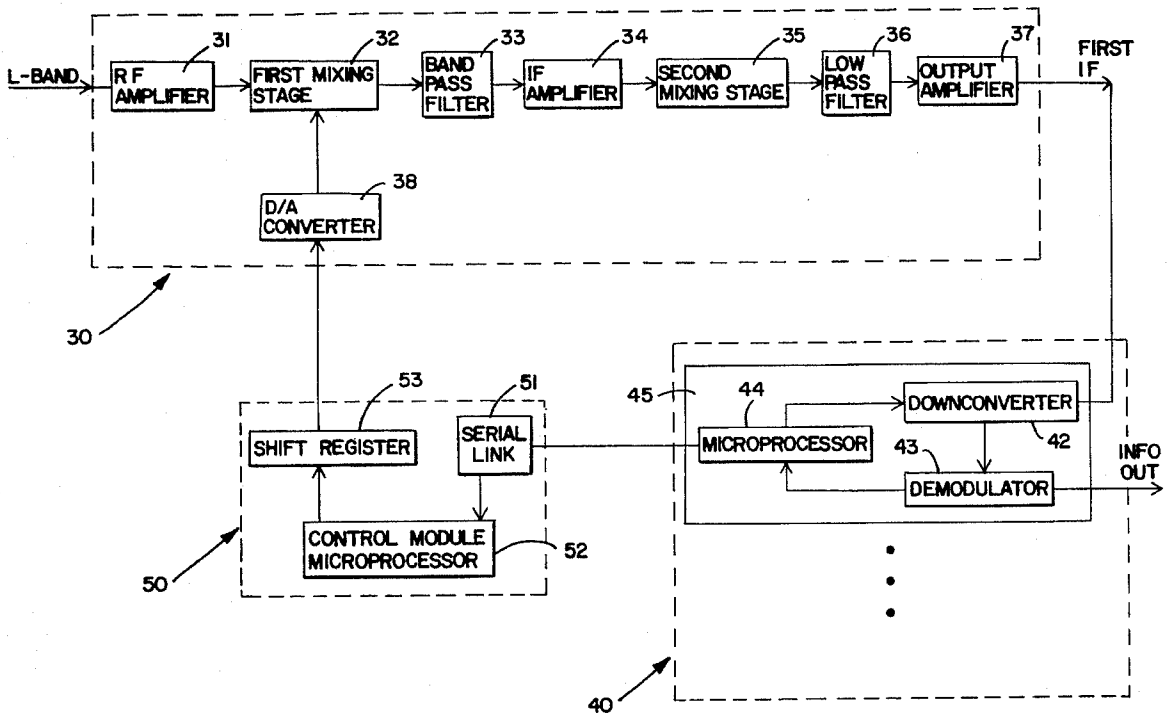 31
32
33
34
35
36
37
L-BAND
RF
AMPLIFIER
FIRST MIXING
STAGE
BAND
PASS
FILTER
IF
AMPLIFIER
SECOND
MIXING STAGE
LOW
PASS
FILTER
OUTPUT
AMPLIFIER
FIRST
IF
38
D/A
CONVERTER
30
53
51
SHIFT REGISTER
SERIAL
LINK
CONTROL MODULE
MICROPROCESSOR
52
50
45
44
MICROPROCESSOR
DOWNCONVERTER
42
43
DEMODULATOR
INFO
OUT
40